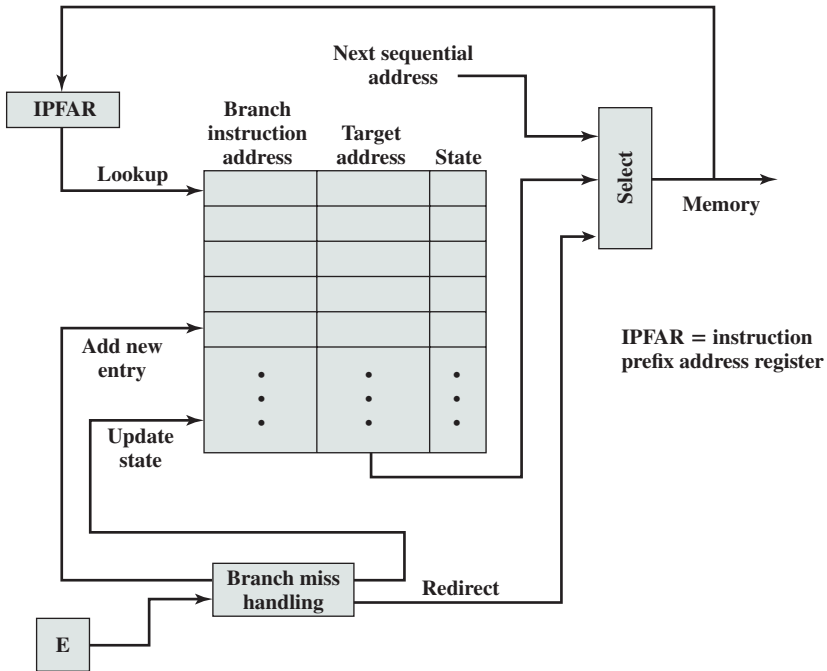 Next sequential
address
IPFAR
Branch
instruction
address
Target
address
State
Lookup
Select
Memory
IPFAR = instruction
prefix address register
Add new
entry
Update
state
Branch miss
handling
Redirect
E